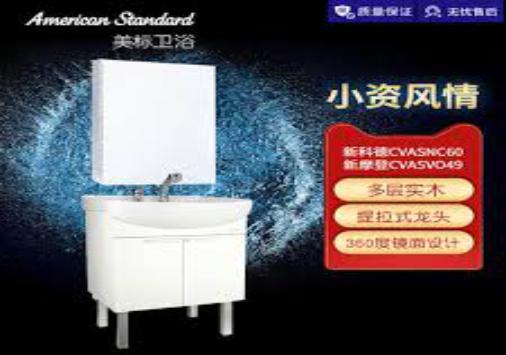 American Standard
美标卫浴
质量保证 无忧售后
小资风情
新科德CVASNC60
新摩登CVASVO49
多层实木
提拉式龙头
360度镜面设计